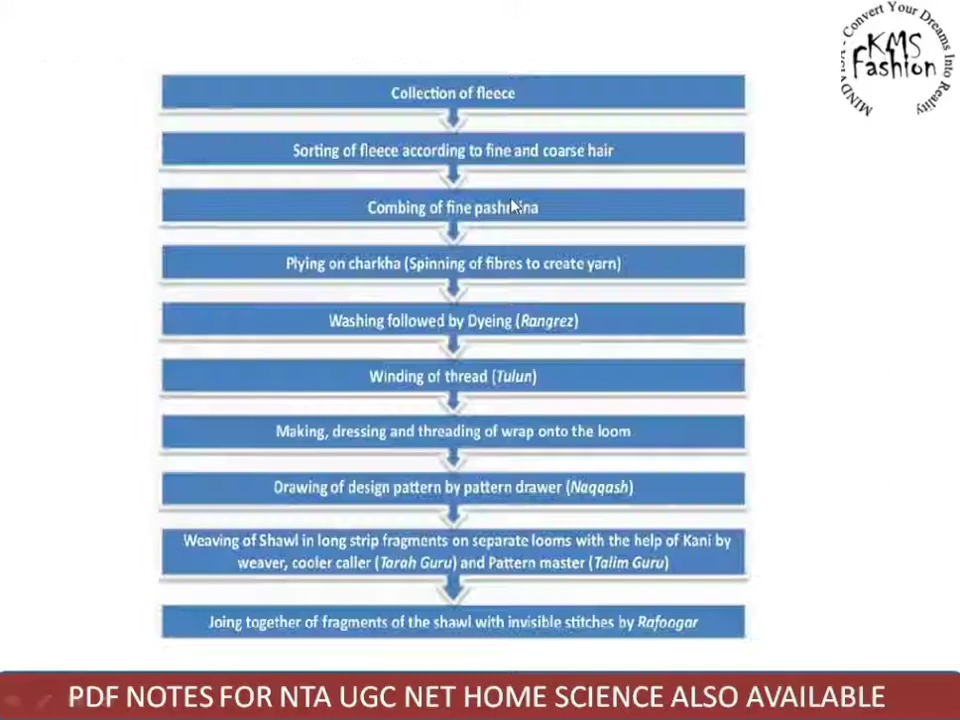 MINDVISA - Convert Your Dreams Into Reality
KMS
Fashion
Collection of fleece
Sorting of fleece according to fine and coarse hair
Combing of fine pashmina
Plying on charkha (Spinning of fibres to create yarn)
Washing followed by Dyeing (Rangrez)
Winding of thread (Tulun)
Making, dressing and threading of wrap onto the loom
Drawing of design pattern by pattern drawer (Naqqash)
Weaving of Shawl in long strip fragments on separate looms with the help of Kani by
weaver, cooler caller (Tarah Guru) and Pattern master (Talim Guru)
Joing together of fragments of the shawl with invisible stitches by Rafoogar
PDF NOTES FOR NTA UGC NET HOME SCIENCE ALSO AVAILABLE